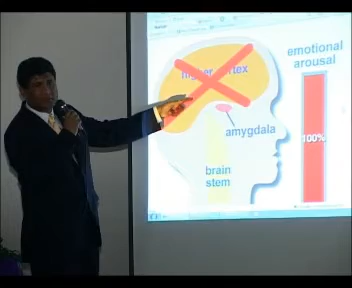 higher cortex
emotional
arousal
100%
amygdala
brain
stem